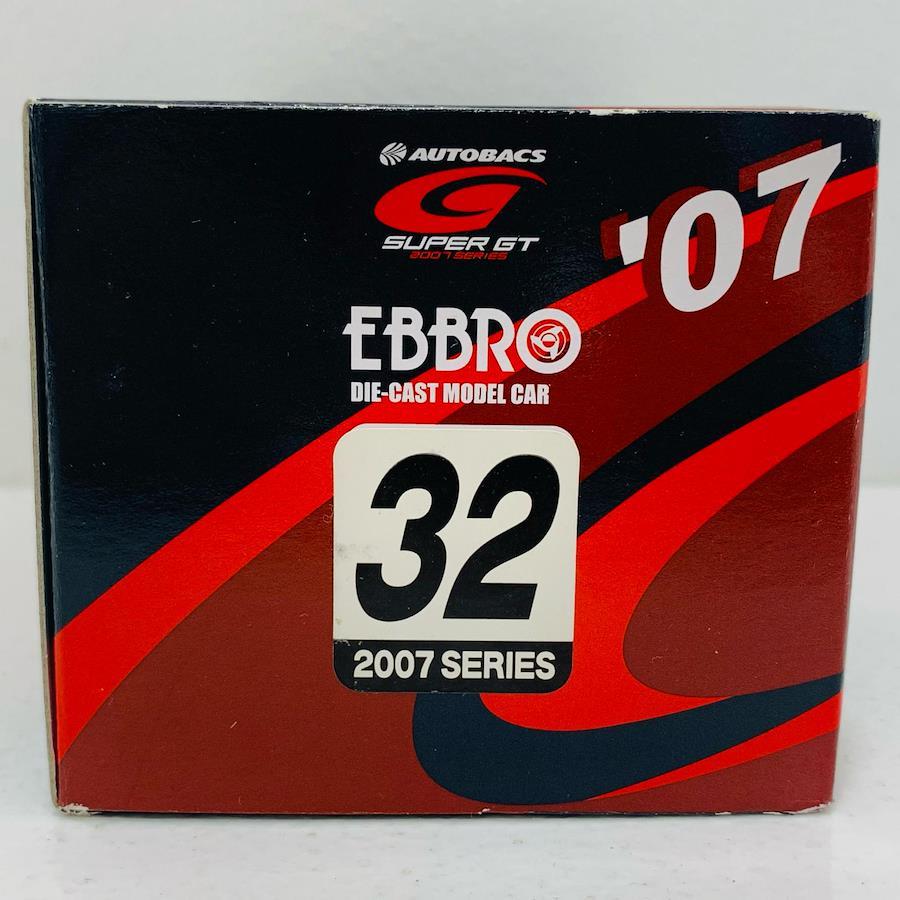 AUTOBACS
SUPER GT
2007 SERIES
'07
EBBRO
DIE-CAST MODEL CAR
32
2007 SERIES